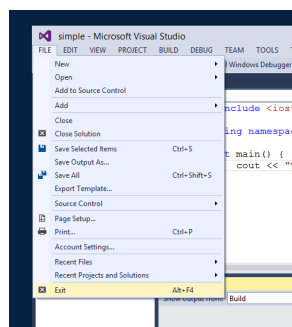 simple - Microsoft Visual Studio
FILE EDIT VIEW PROJECT BUILD DEBUG TEAM TOOLS
New
Windows Debugger
Open
Add to Source Control
Add
nclude <ios
Close
Close Solution
ing namespac
Save Selected Items Ctrl+S
t main() {
Save Output As...
cout << "
Save All Ctrl+Shift+S
Export Template...
Source Control
Page Setup...
Print... Ctrl+P
Account Settings...
Recent Files
Recent Projects and Solutions
Exit Alt+F4
Show output from: Build